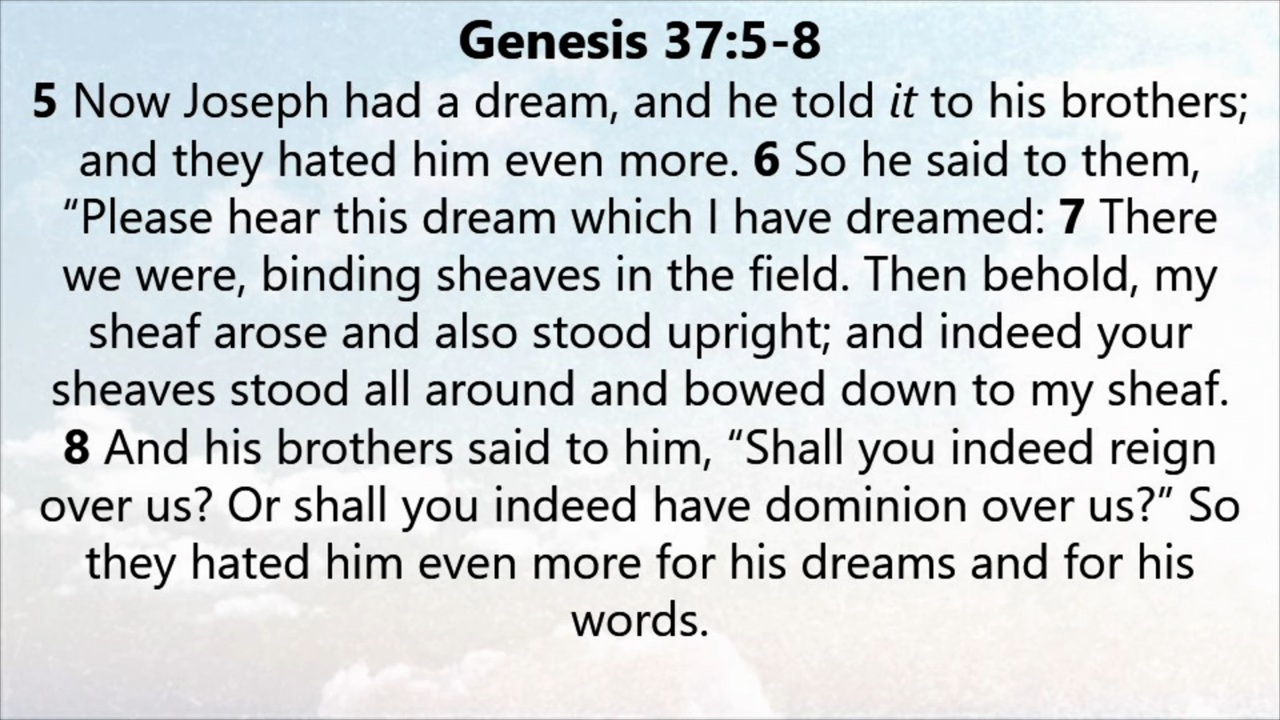 Genesis 37:5-8
5 Now Joseph had a dream, and he told it to his brothers;
and they hated him even more. 6 So he said to them,
“Please hear this dream which I have dreamed: 7 There
we were, binding sheaves in the field. Then behold, my
sheaf arose and also stood upright; and indeed your
sheaves stood all around and bowed down to my sheaf.
8 And his brothers said to him, “Shall you indeed reign
over us? Or shall you indeed have dominion over us?” So
they hated him even more for his dreams and for his
words.